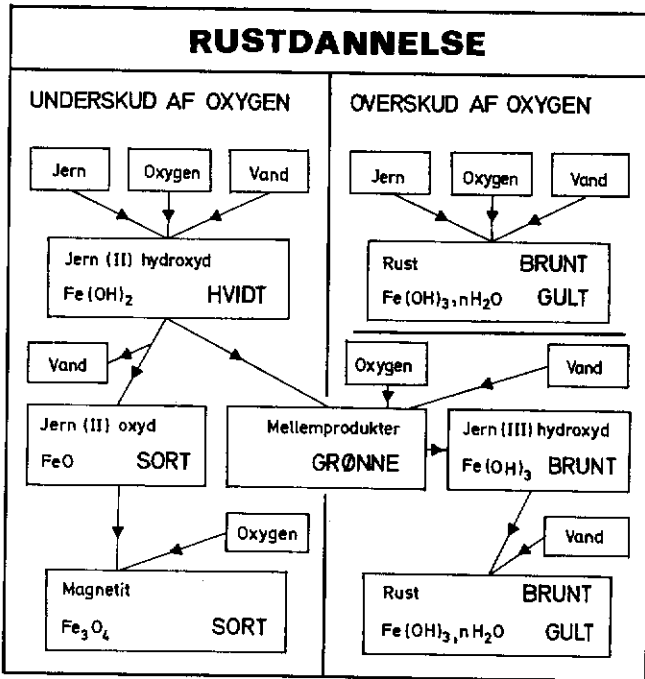 RUSTDANNELSE
UNDERSKUD AF OXYGEN
Jern
Oxygen
Vand
Jern (II) hydroxyd
Fe(OH)₂ HVIDT
Vand
Jern (II) oxyd
FeO SORT
Oxygen
Magnetit
Fe₃O₄ SORT
OVERSKUD AF OXYGEN
Jern
Oxygen
Vand
Rust BRUNT
Fe(OH)₃,nH₂O GULT
Oxygen
Vand
Mellemprodukter
GRØNNE
Jern (III) hydroxyd
Fe(OH)₃ BRUNT
Vand
Rust BRUNT
Fe(OH)₃,nH₂O GULT